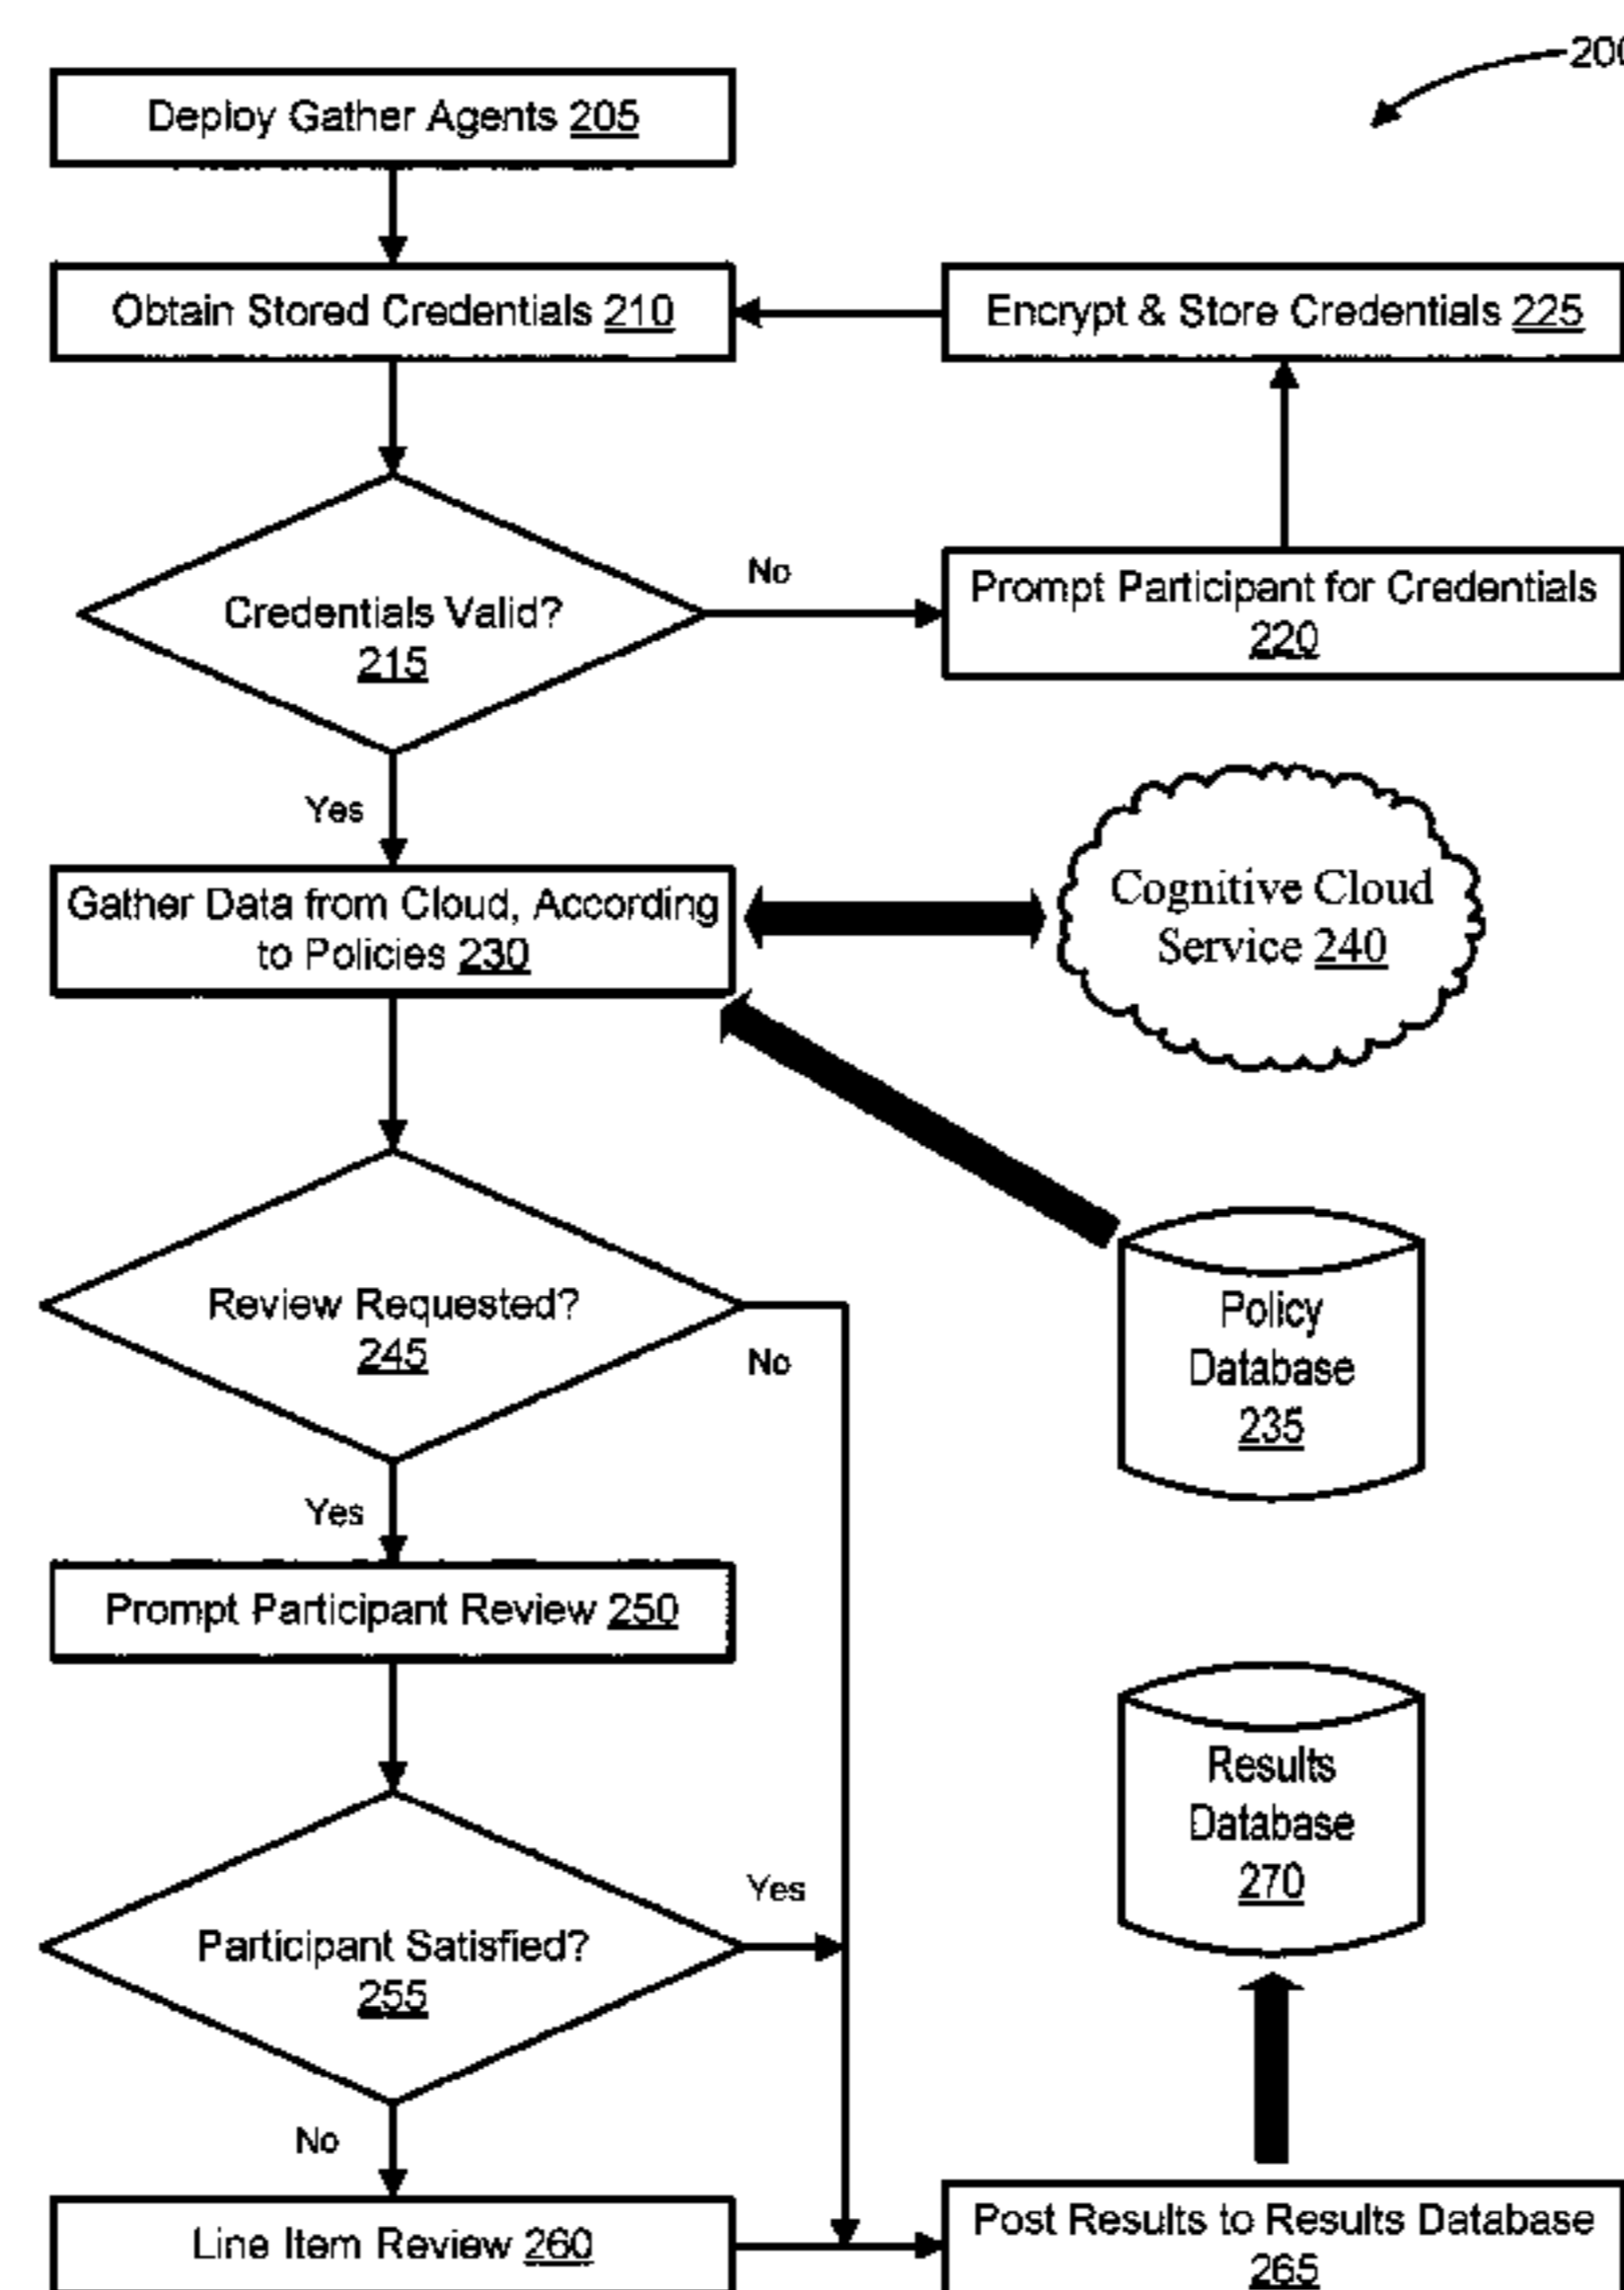 200
Deploy Gather Agents 205
Obtain Stored Credentials 210
Encrypt & Store Credentials 225
Credentials Valid?
215
No
Prompt Participant for Credentials
220
Yes
Gather Data from Cloud, According
to Policies 230
Cognitive Cloud
Service 240
Review Requested?
245
No
Policy
Database
235
Yes
Prompt Participant Review 250
Results
Database
270
Participant Satisfied?
255
Yes
No
Line Item Review 260
Post Results to Results Database
265